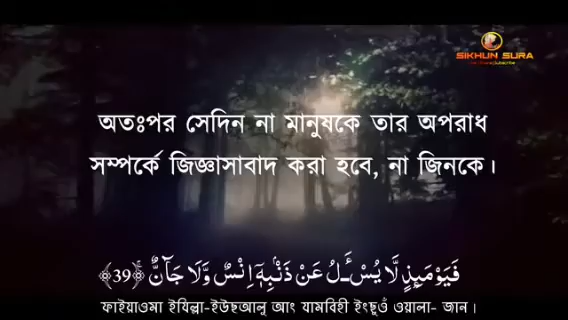 SIKHUN SURA
অতঃপর সেদিন না মানুষকে তার অপরাধ
সম্পর্কে জিজ্ঞাসাবাদ করা হবে, না জিনকে।
فَيَوْمَٮِٕذٍ لَّا يُسْـَٔـلُ عَنْ ذَنْۢبِهٖۤ اِنْسٌ وَّلَا جَآنٌّ ‌ۚ‏ ﴿39﴾
ফাইয়াওমা ইযিল্লা-ইউছআলু আং যামবিহী ইংছুওঁ ওয়ালা- জান।